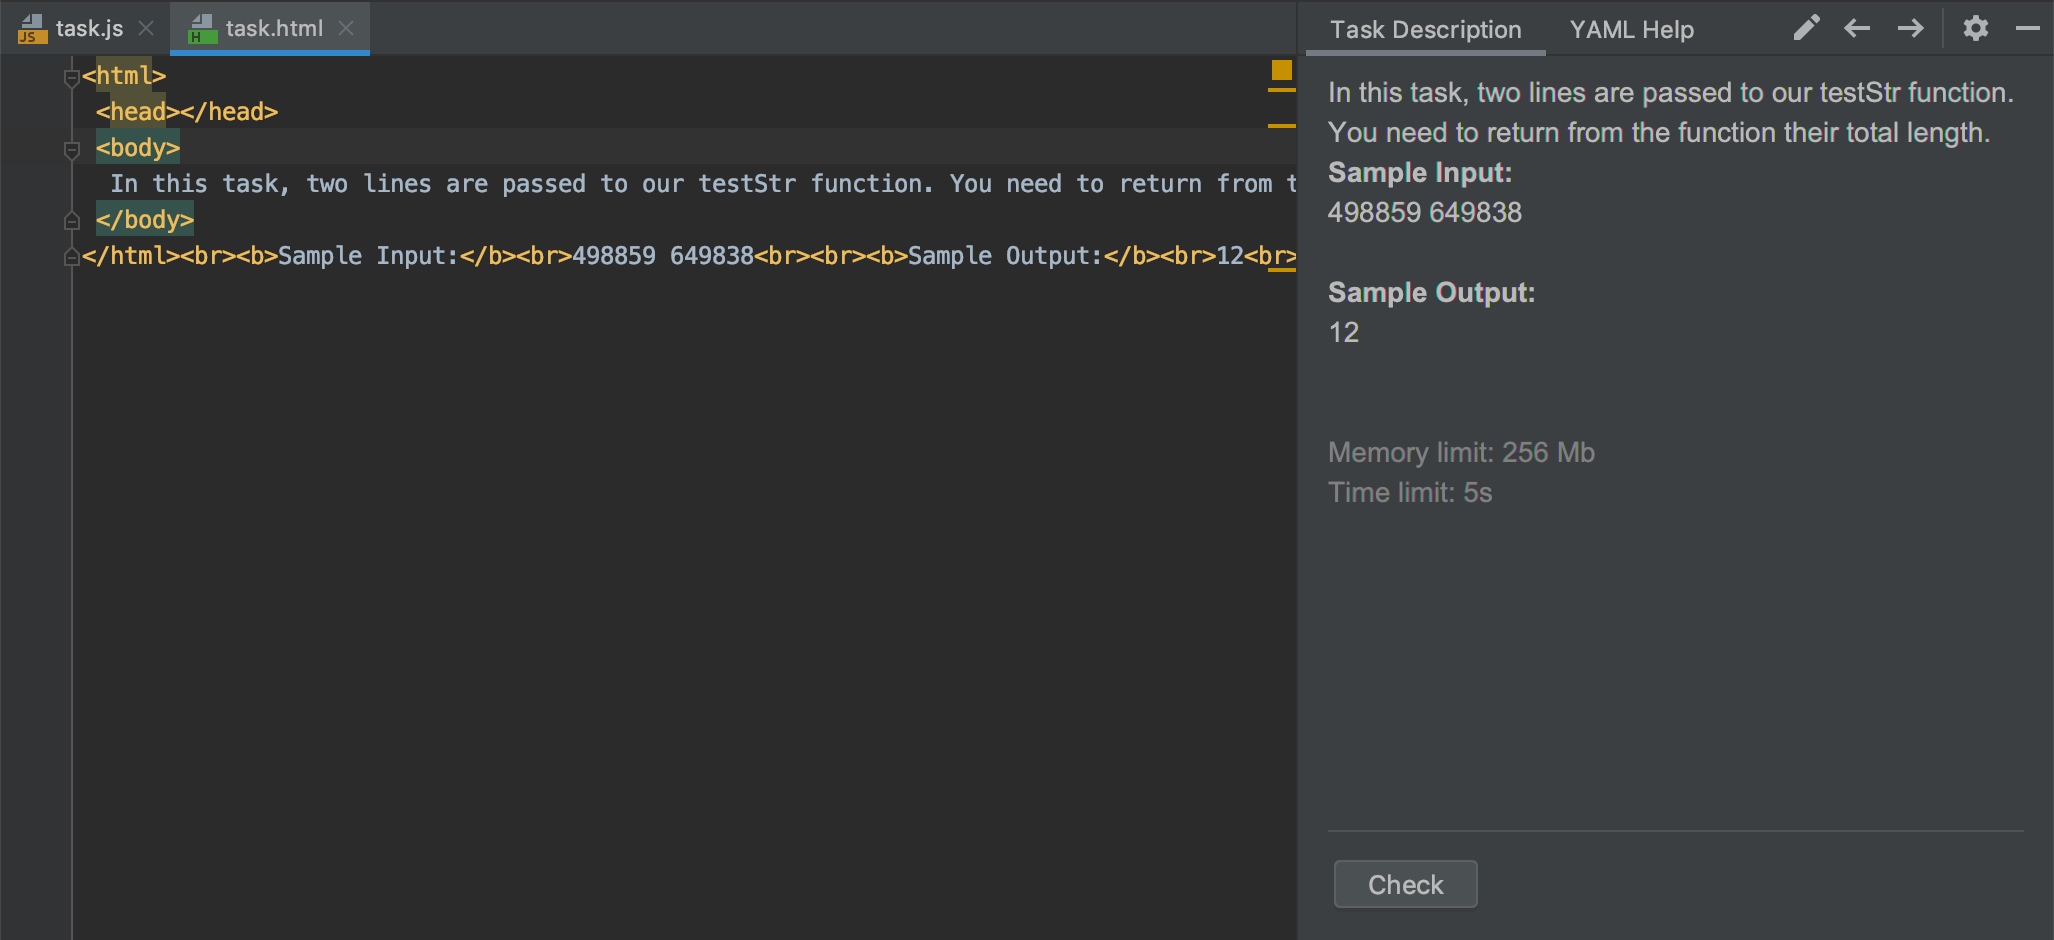 JS task.js
H task.html
<html>
<head></head>
<body>
In this task, two lines are passed to our testStr function. You need to return from t
</body>
</html><br><b>Sample Input:</b><br>498859 649838<br><br><b>Sample Output:</b><br>12<br>
Task Description YAML Help
In this task, two lines are passed to our testStr function.
You need to return from the function their total length.
Sample Input:
498859 649838
Sample Output:
12
Memory limit: 256 Mb
Time limit: 5s
Check